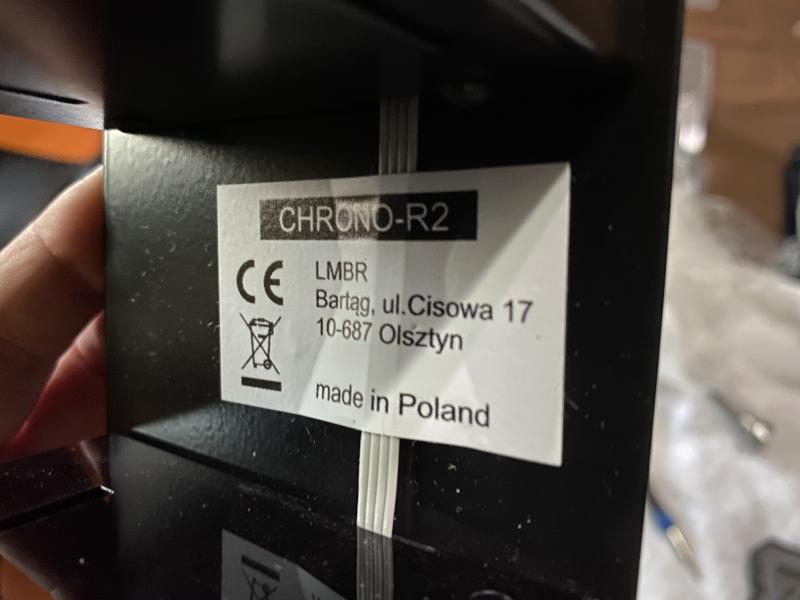 CHRONO-R2
CE
LMBR
Bartąg, ul.Cisowa 17
10-687 Olsztyn
made in Poland